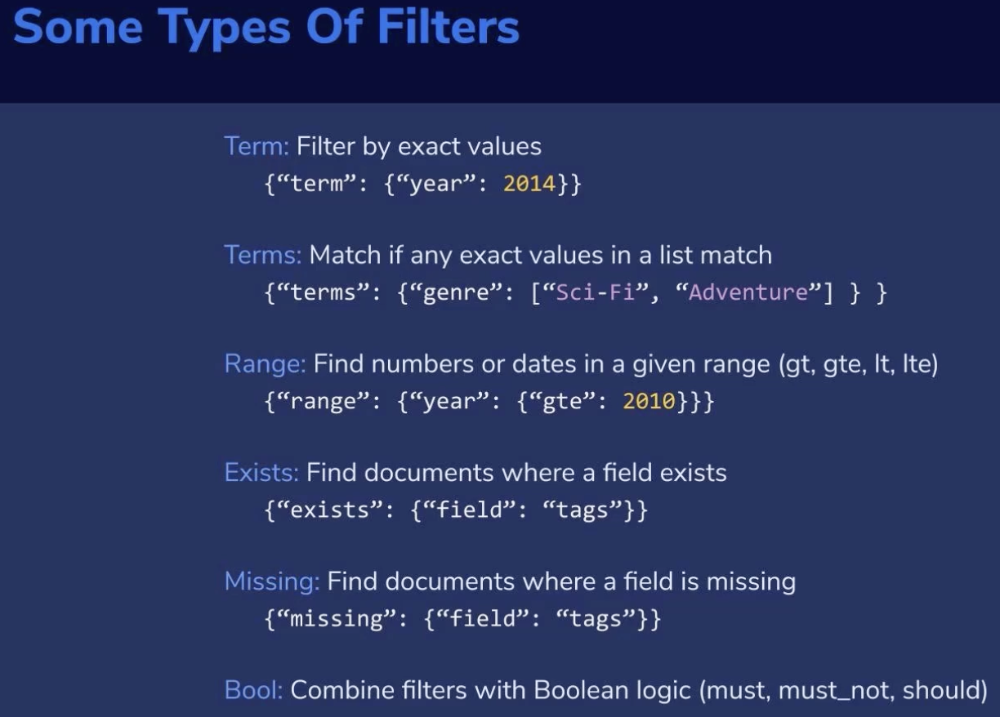 Some Types Of Filters
Term: Filter by exact values
{“term”: {“year”: 2014}}
Terms: Match if any exact values in a list match
{“terms”: {“genre”: [“Sci-Fi”, “Adventure”] } }
Range: Find numbers or dates in a given range (gt, gte, lt, lte)
{“range”: {“year”: {“gte”: 2010}}}
Exists: Find documents where a field exists
{“exists”: {“field”: “tags”}}
Missing: Find documents where a field is missing
{“missing”: {“field”: “tags”}}
Bool: Combine filters with Boolean logic (must, must_not, should)